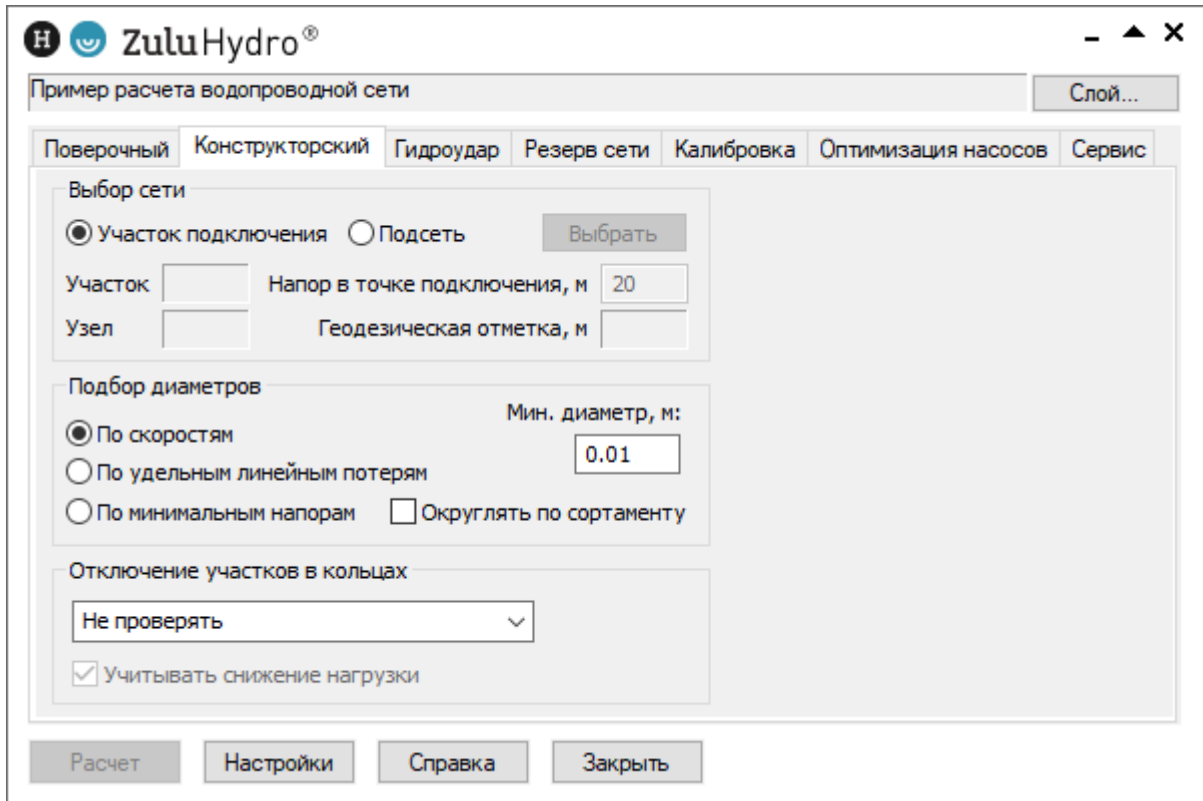 H ZuluHydro®
Пример расчета водопроводной сети Слой...
Поверочный Конструкторский Гидроудар Резерв сети Калибровка Оптимизация насосов Сервис
Выбор сети
Участок подключения Подсеть Выбрать
Участок Напор в точке подключения, м 20
Узел Геодезическая отметка, м
Подбор диаметров
Мин. диаметр, м:
По скоростям
0.01
По удельным линейным потерям
По минимальным напорам Округлять по сортаменту
Отключение участков в кольцах
Не проверять
Учитывать снижение нагрузки
Расчет Настройки Справка Закрыть